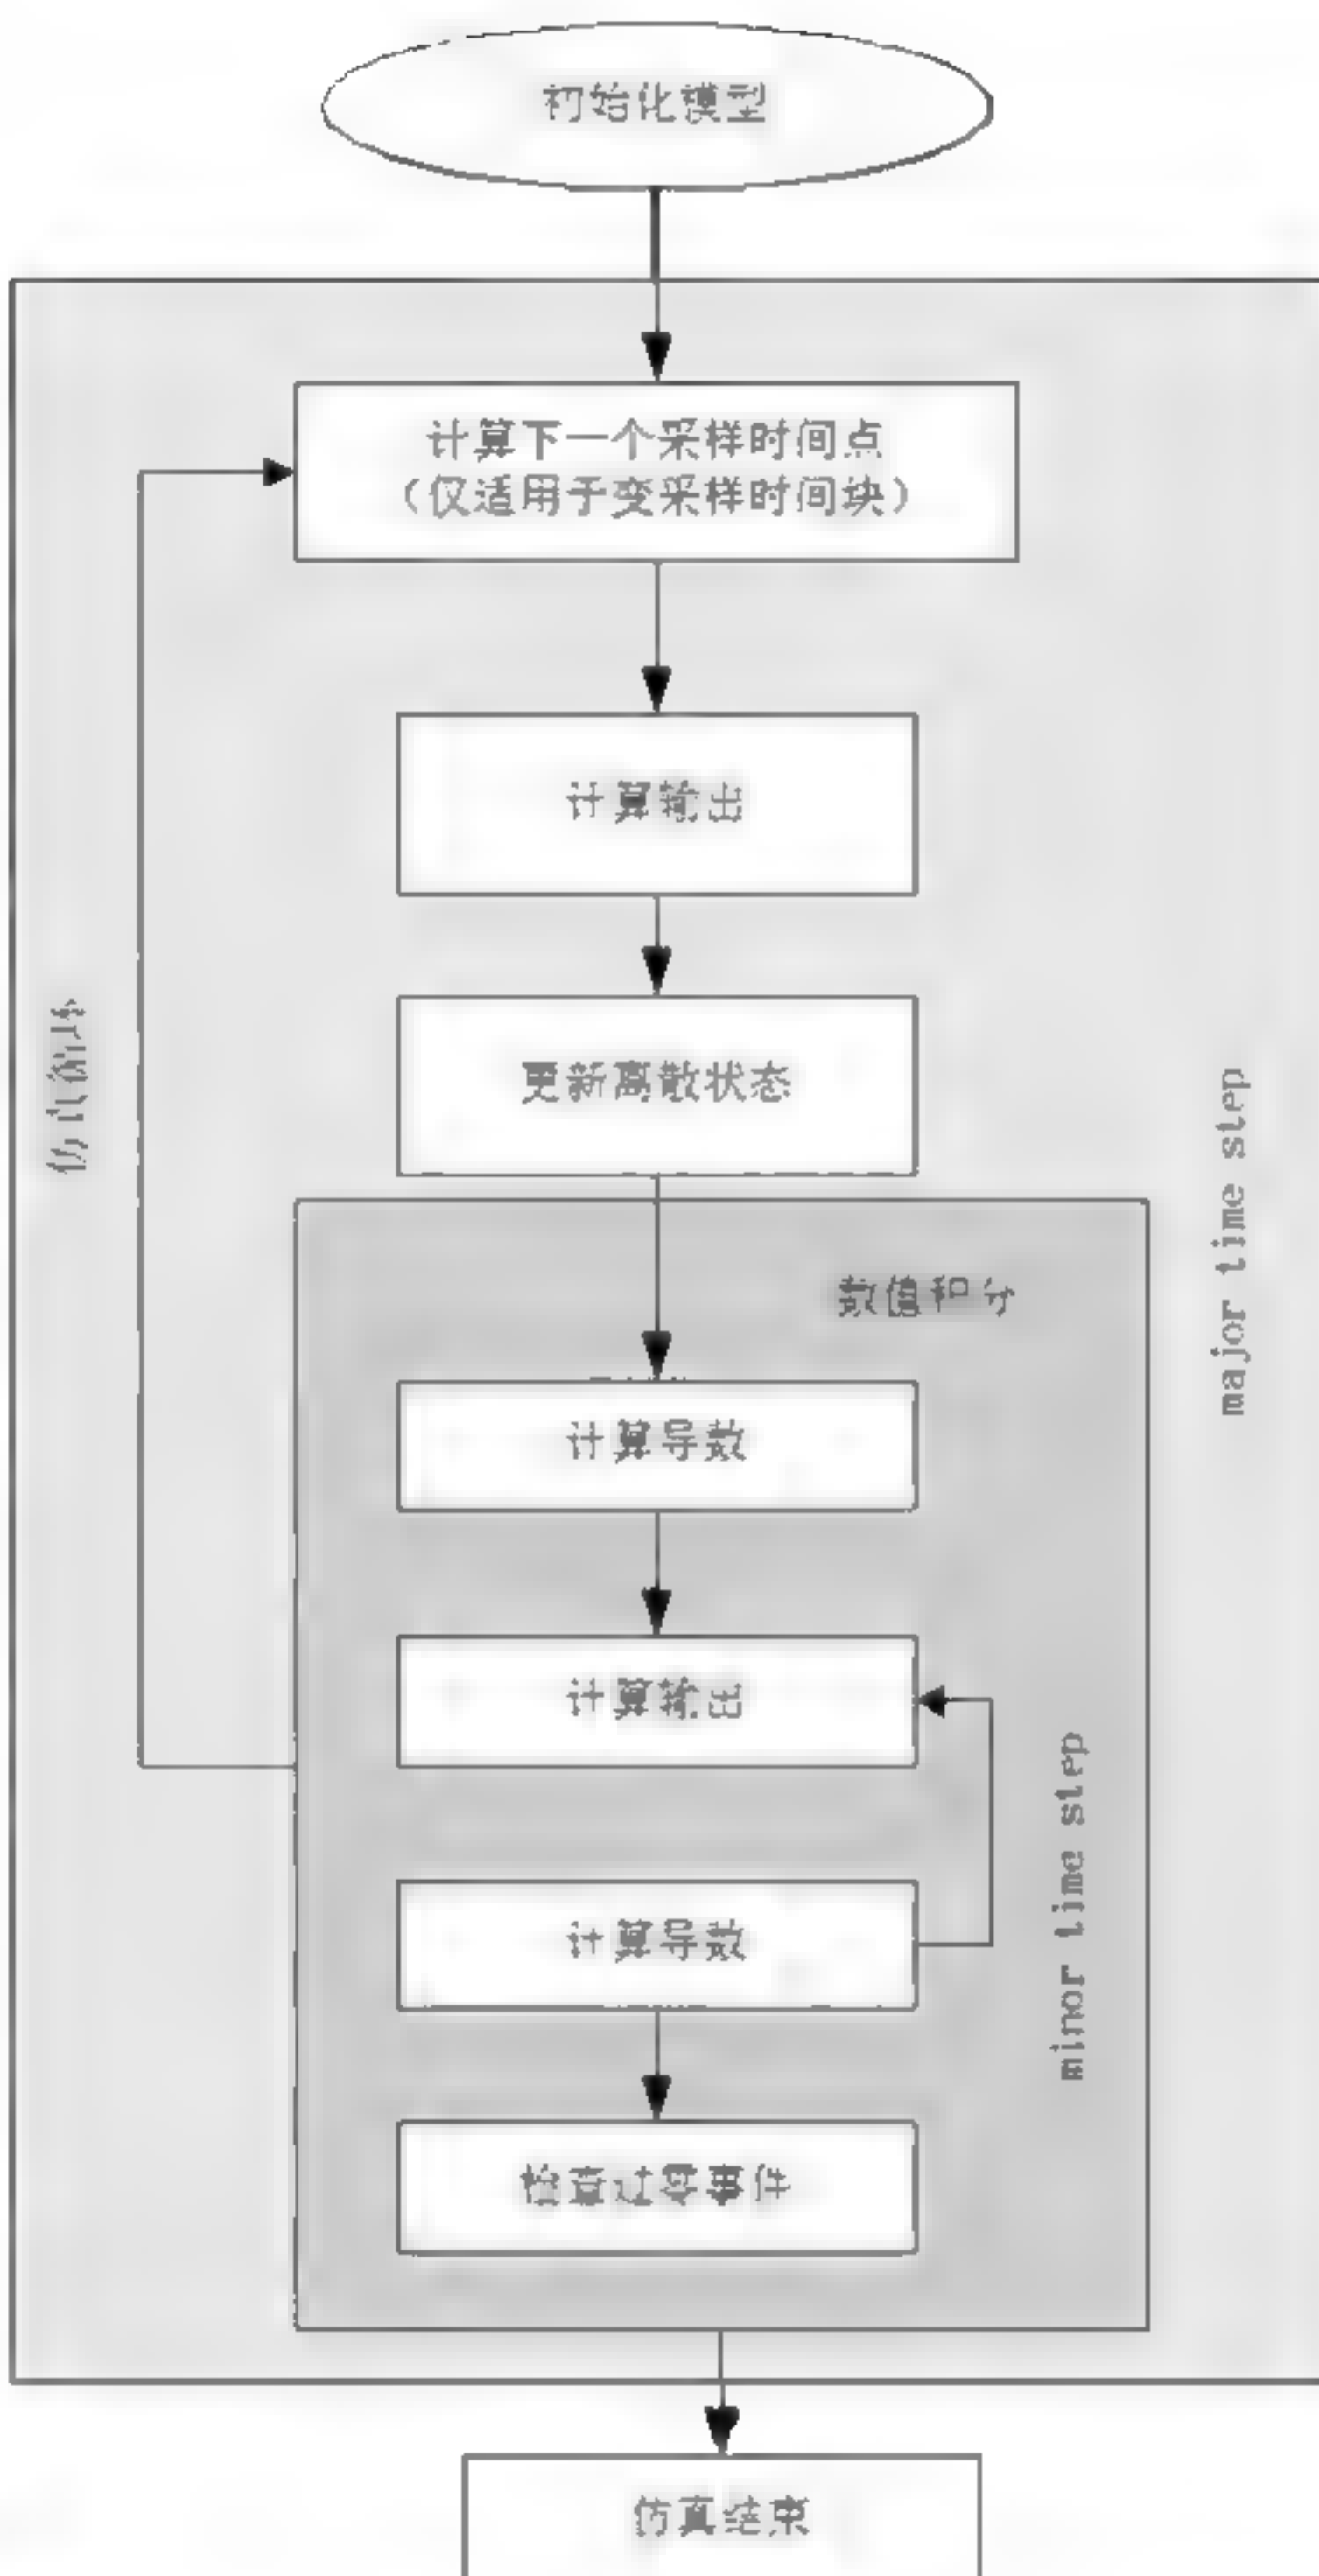 初始化模型
计算下一个采样时间点
（仅适用于变采样时间块）
计算输出
更新离散状态
仿真循环
major time step
数值积分
计算导数
计算输出
minor time step
计算导数
检查过零事件
仿真结束